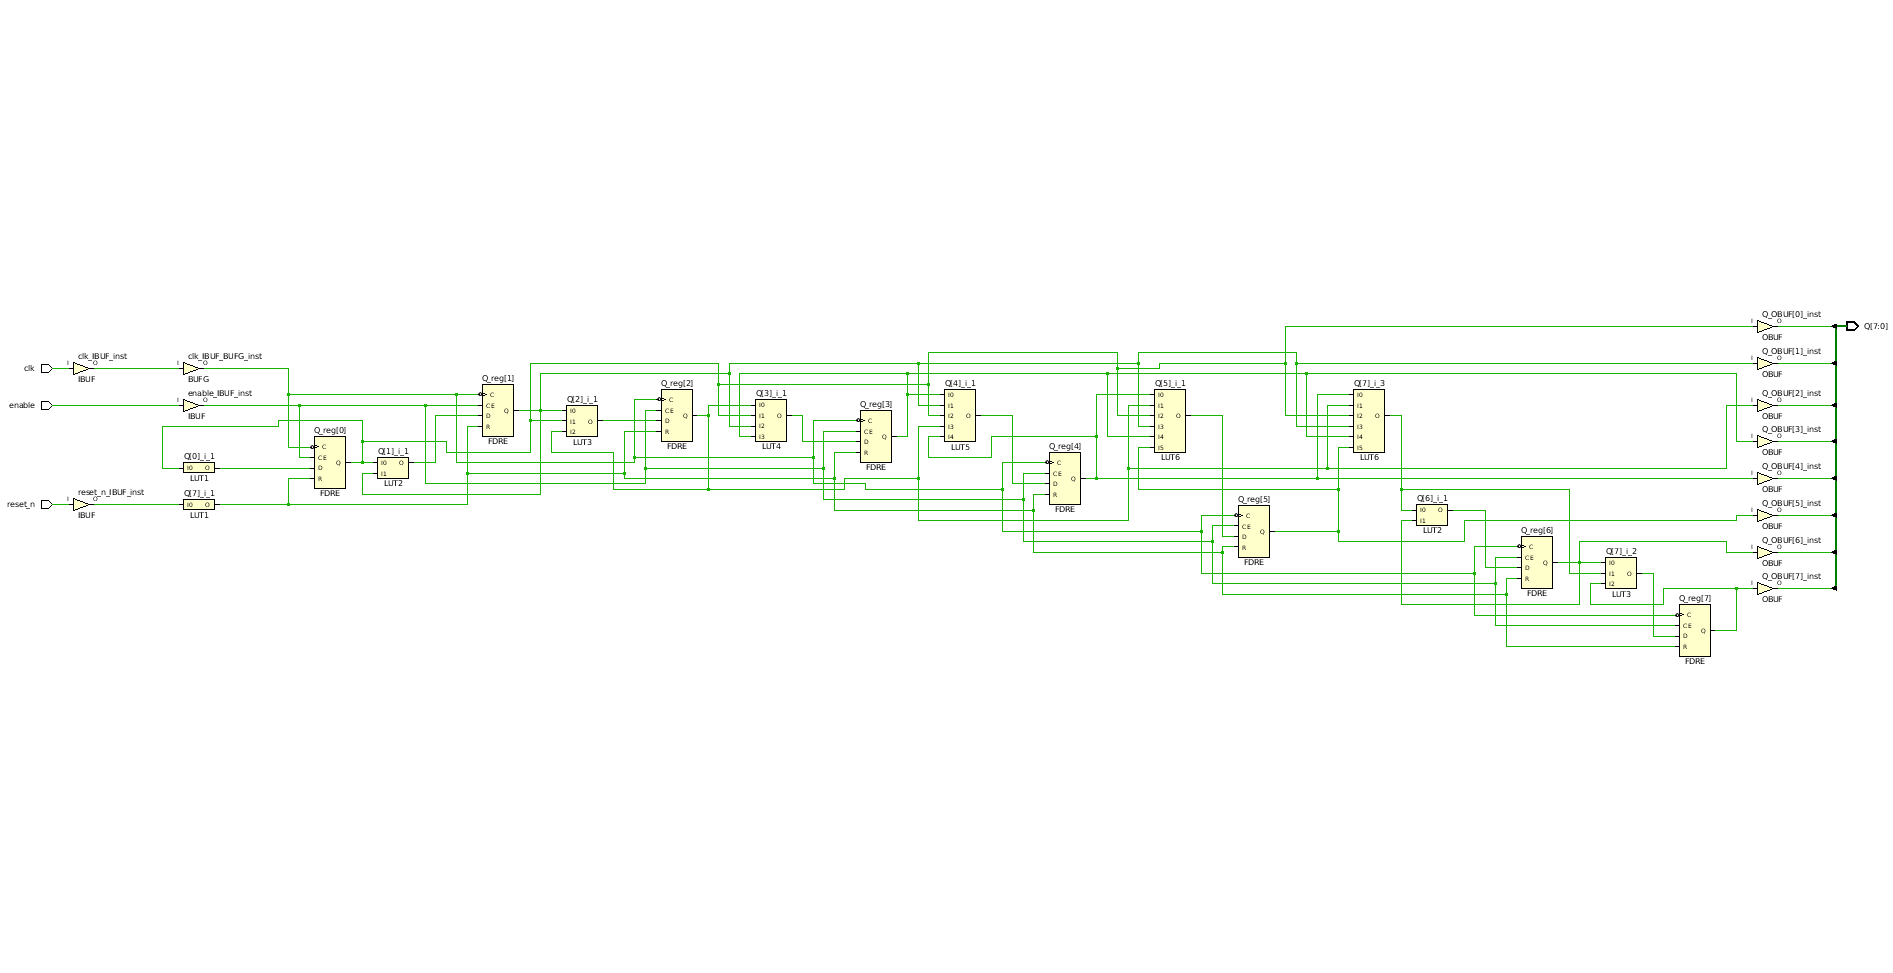 clk
clk_IBUF_inst
I
O
IBUF
clk_IBUF_BUFG_inst
I
O
BUFG
enable
enable_IBUF_inst
I
O
IBUF
reset_n
reset_n_IBUF_inst
I
O
IBUF
Q[0]_i_1
I0 O
LUT1
Q[7]_i_1
I0 O
LUT1
Q_reg[0]
C
CE
D
R
Q
FDRE
Q[1]_i_1
I0 O
I1
LUT2
Q_reg[1]
C
CE
D
R
Q
FDRE
Q[2]_i_1
I0
I1
I2
O
LUT3
Q_reg[2]
C
CE
D
R
Q
FDRE
Q[3]_i_1
I0
I1
I2
I3
O
LUT4
Q_reg[3]
C
CE
D
R
Q
FDRE
Q[4]_i_1
I0
I1
I2
I3
I4
O
LUT5
Q_reg[4]
C
CE
D
R
Q
FDRE
Q[5]_i_1
I0
I1
I2
I3
I4
I5
O
LUT6
Q_reg[5]
C
CE
D
R
Q
FDRE
Q[7]_i_3
I0
I1
I2
I3
I4
I5
O
LUT6
Q[6]_i_1
I0 O
I1
LUT2
Q_reg[6]
C
CE
D
R
Q
FDRE
Q[7]_i_2
I0
I1
I2
O
LUT3
Q_reg[7]
C
CE
D
R
Q
FDRE
Q_OBUF[0]_inst
I
O
OBUF
Q_OBUF[1]_inst
I
O
OBUF
Q_OBUF[2]_inst
I
O
OBUF
Q_OBUF[3]_inst
I
O
OBUF
Q_OBUF[4]_inst
I
O
OBUF
Q_OBUF[5]_inst
I
O
OBUF
Q_OBUF[6]_inst
I
O
OBUF
Q_OBUF[7]_inst
I
O
OBUF
Q[7:0]